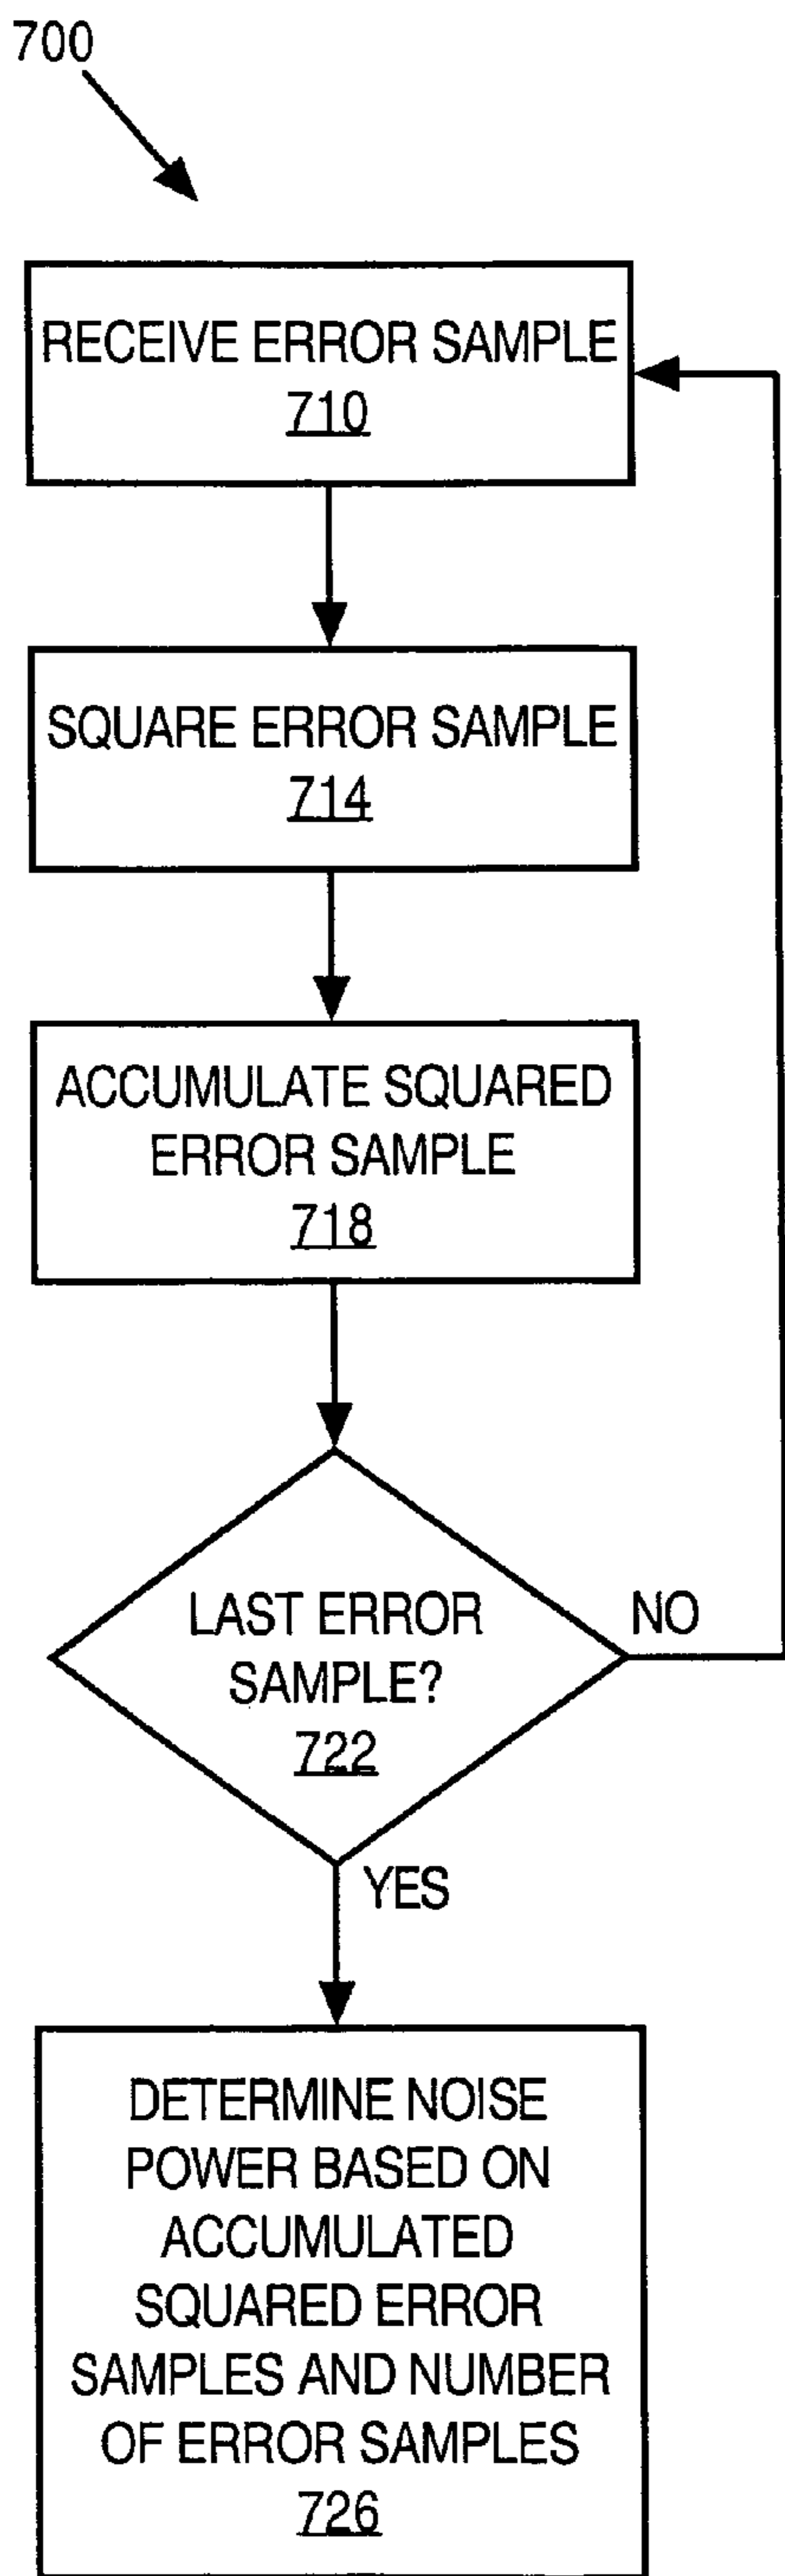 700
RECEIVE ERROR SAMPLE
710
SQUARE ERROR SAMPLE
714
ACCUMULATE SQUARED
ERROR SAMPLE
718
LAST ERROR
SAMPLE?
722
NO
YES
DETERMINE NOISE
POWER BASED ON
ACCUMULATED
SQUARED ERROR
SAMPLES AND NUMBER
OF ERROR SAMPLES
726